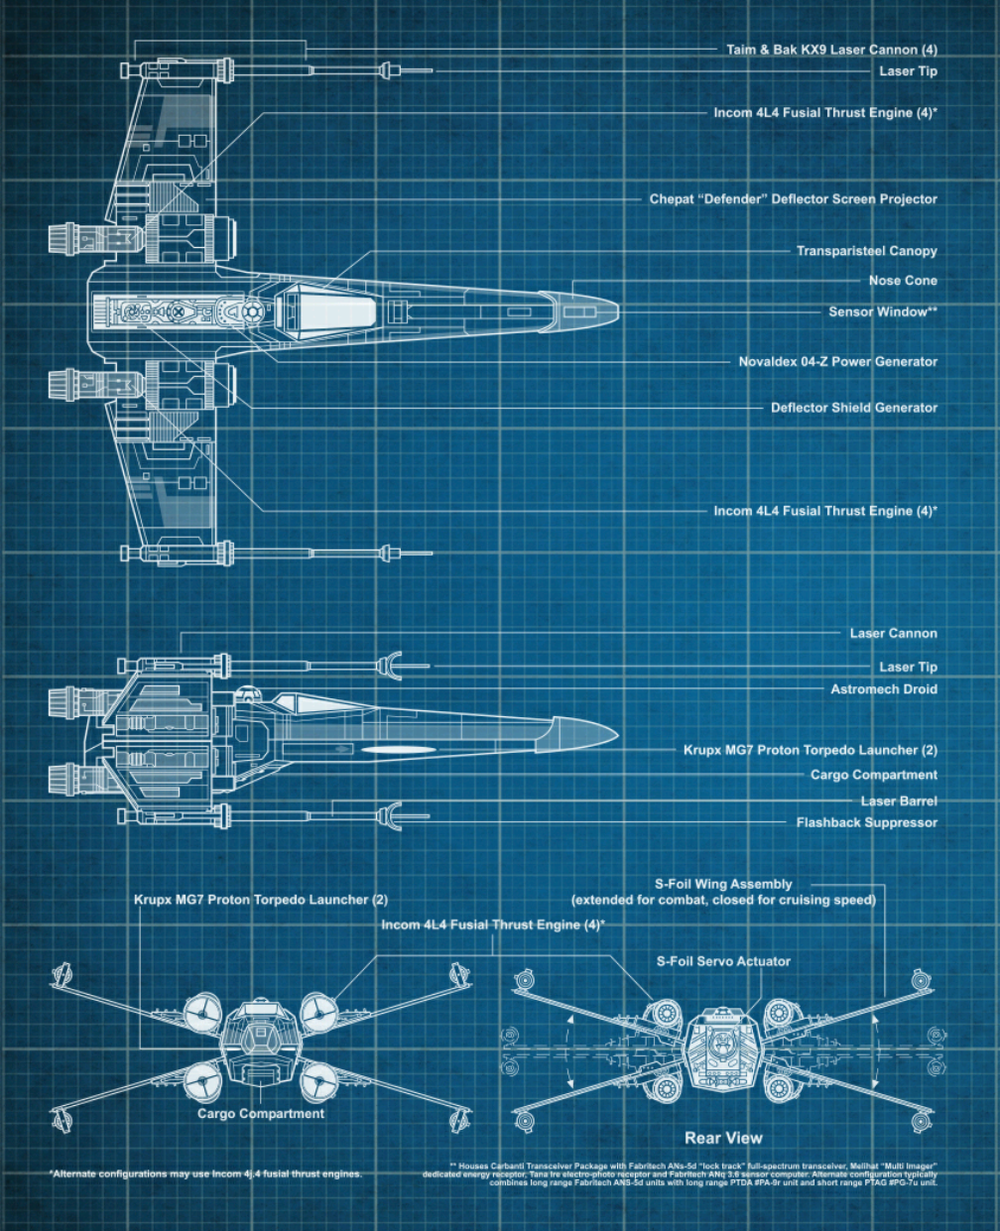 Taim & Bak KX9 Laser Cannon (4)
Laser Tip
Incom 4L4 Fusial Thrust Engine (4)*
Chepat “Defender” Deflector Screen Projector
Transparisteel Canopy
Nose Cone
Sensor Window**
Novaldex 04-Z Power Generator
Deflector Shield Generator
Incom 4L4 Fusial Thrust Engine (4)*
Laser Cannon
Laser Tip
Astromech Droid
Krupx MG7 Proton Torpedo Launcher (2)
Cargo Compartment
Laser Barrel
Flashback Suppressor
S-Foil Wing Assembly
(extended for combat, closed for cruising speed)
Krupx MG7 Proton Torpedo Launcher (2)
Incom 4L4 Fusial Thrust Engine (4)*
S-Foil Servo Actuator
Cargo Compartment
Rear View
*Alternate configurations may use Incom 4j.4 fusial thrust engines.
** Houses Carbanti Transceiver Package with Fabritech ANs-5d “lock track” full-spectrum transceiver, Melihat “Multi Imager”
dedicated energy receptor, Tana Ire electro-photo receptor and Fabritech ANq 3.6 sensor computer. Alternate configuration typically
combines long range Fabritech ANS-5d units with long range PTDA #PA-9r unit and short range PTAG #PG-7u unit.